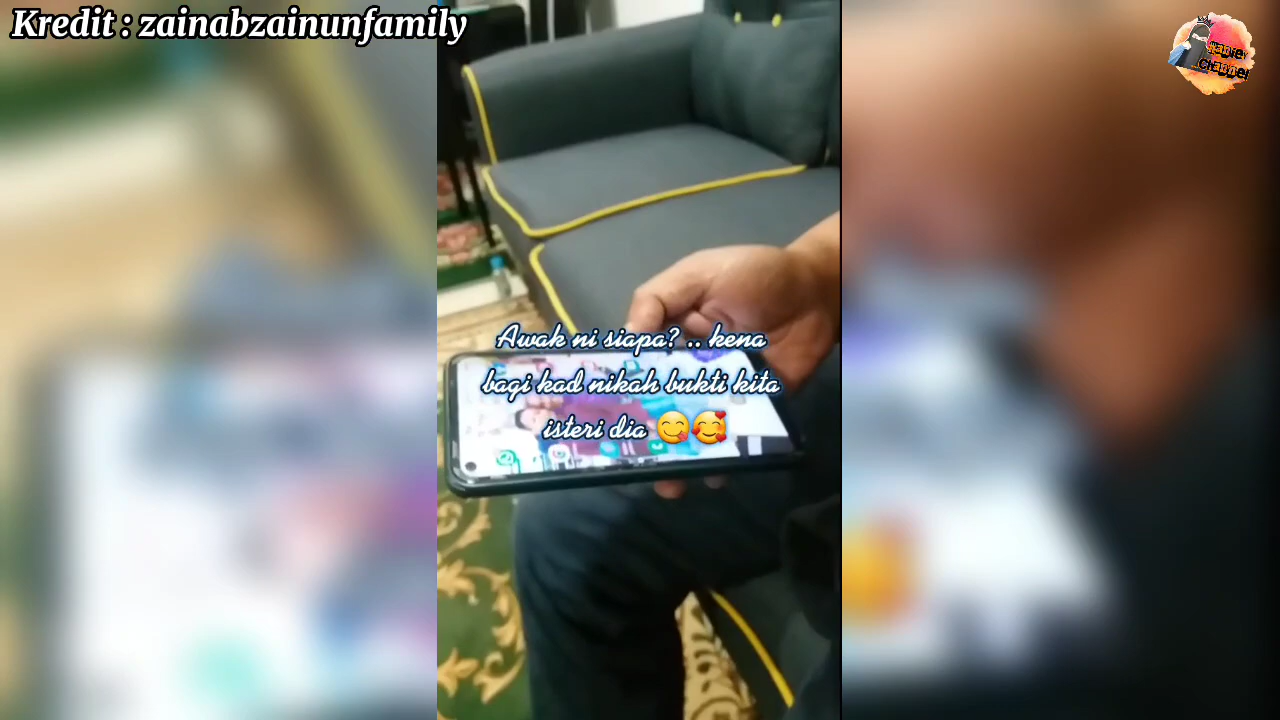 Kredit : zainabzainunfamily
Awak ni siapa? .. kena
bagi kad nikah bukti kita
isteri dia 😋🥰